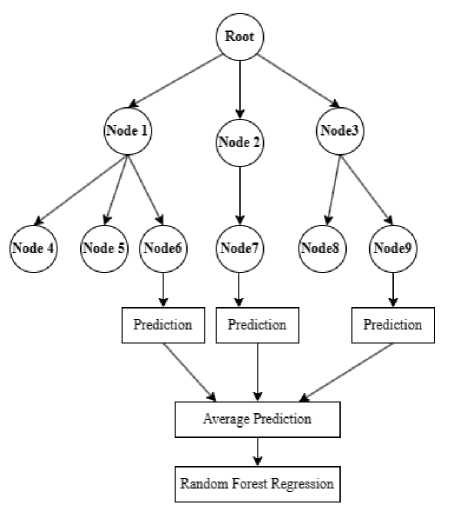 Root
Node 1
Node 2
Node3
Node 4
Node 5
Node6
Node7
Node8
Node9
Prediction
Prediction
Prediction
Average Prediction
Random Forest Regression